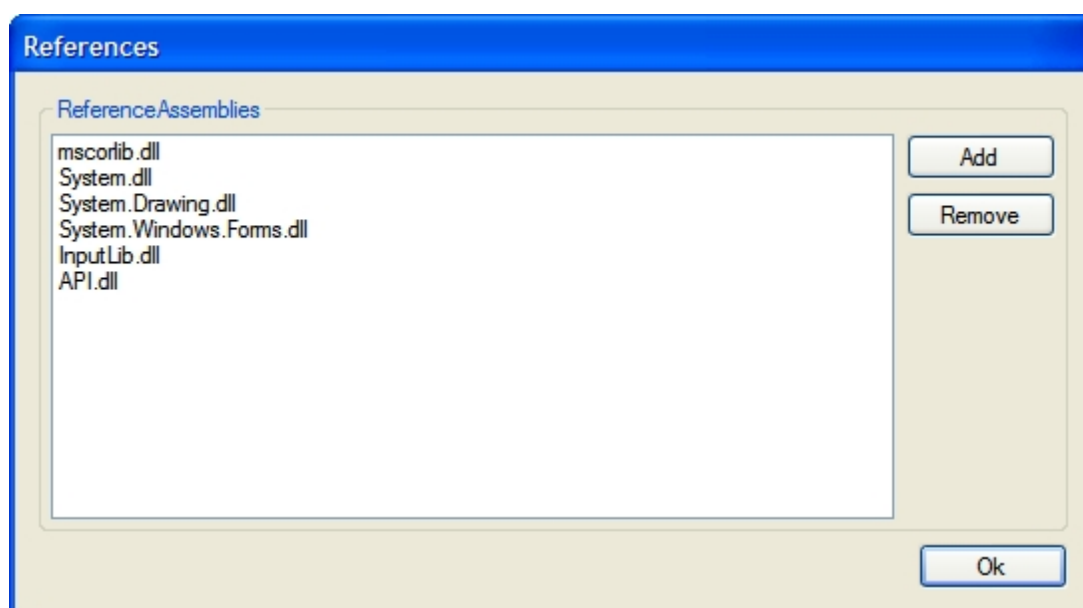 References
ReferenceAssemblies
mscorlib.dll
System.dll
System.Drawing.dll
System.Windows.Forms.dll
InputLib.dll
API.dll
Add
Remove
Ok